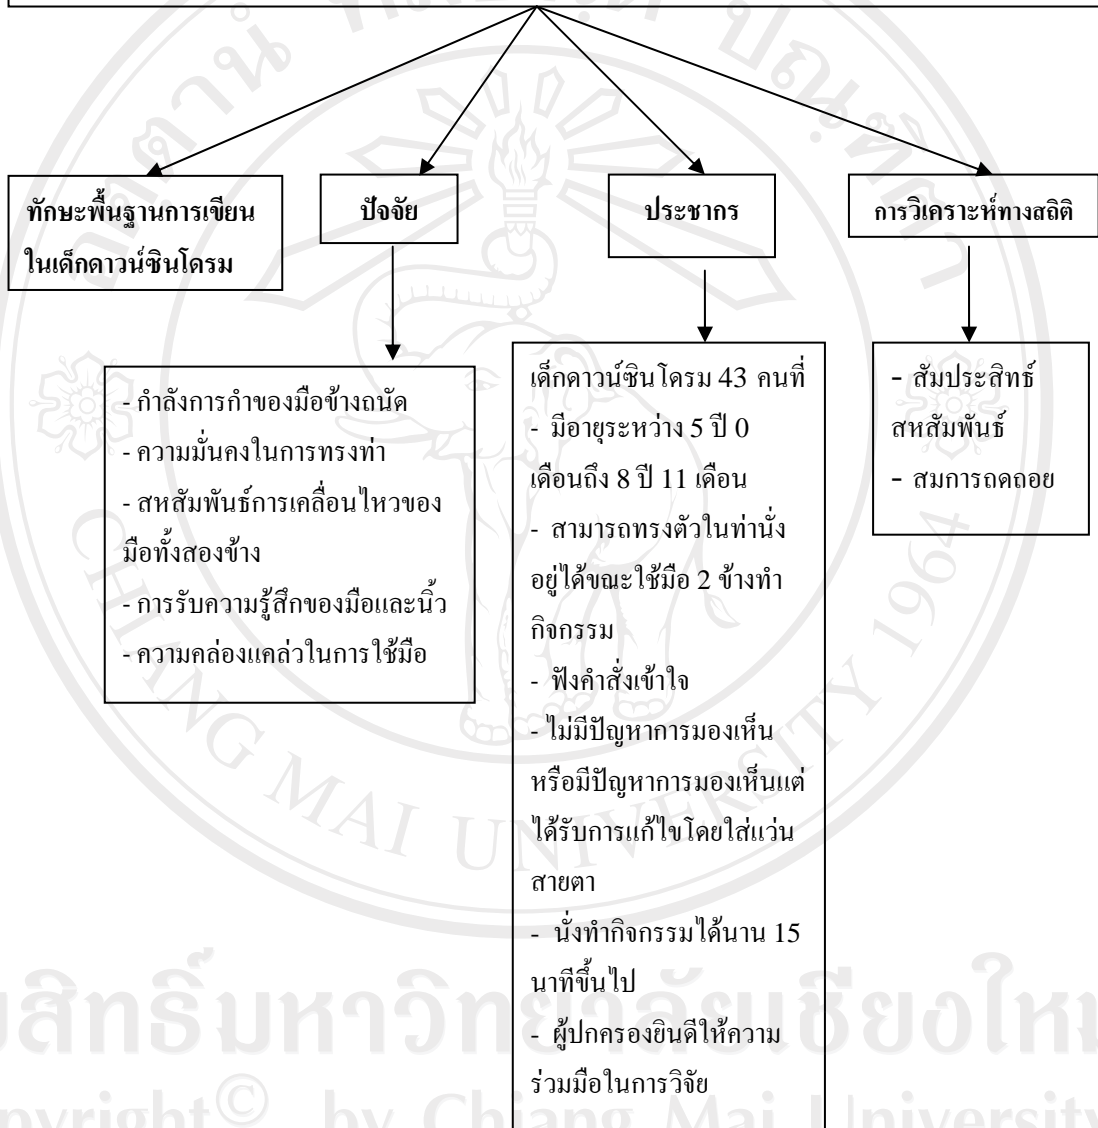 ทักษะพื้นฐานการเขียน
ในเด็กดาวน์ซินโดรม
ปัจจัย
ประชากร
การวิเคราะห์ทางสถิติ
- กำลังการกำของมือข้างถนัด
- ความมั่นคงในการทรงท่า
- สหสัมพันธ์การเคลื่อนไหวของ
มือทั้งสองข้าง
- การรับความรู้สึกของมือและนิ้ว
- ความคล่องแคล่วในการใช้มือ
เด็กดาวน์ซินโดรม 43 คนที่
- มีอายุระหว่าง 5 ปี 0
เดือนถึง 8 ปี 11 เดือน
- สามารถทรงตัวในท่านั่ง
อยู่ได้ขณะใช้มือ 2 ข้างทำ
กิจกรรม
- ฟังคำสั่งเข้าใจ
- ไม่มีปัญหาการมองเห็น
หรือมีปัญหาการมองเห็นแต่
ได้รับการแก้ไขโดยใส่แว่น
สายตา
- นั่งทำกิจกรรมได้นาน 15
นาทีขึ้นไป
- ผู้ปกครองยินดีให้ความ
ร่วมมือในการวิจัย
- สัมประสิทธ์
สหสัมพันธ์
- สมการถดถอย
CHIANG MAI UNIVERSITY 1964
สิทธิ์มหาวิทยาลัยเชียงให
by Chiang Mai University